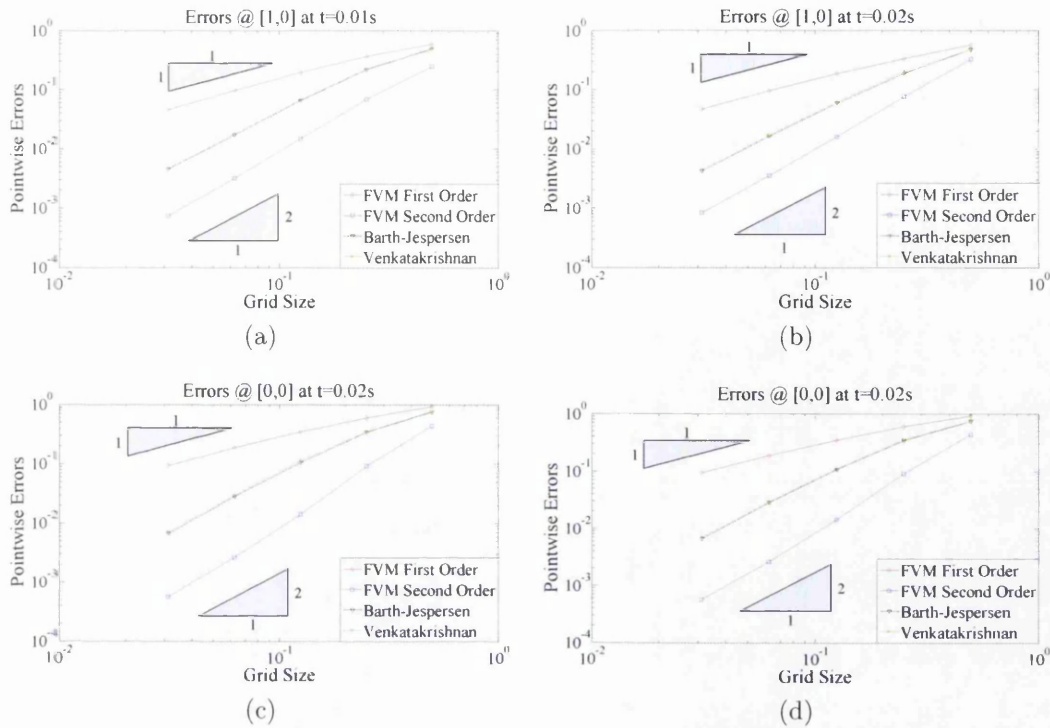 Errors @ [1,0] at t=0.01s
Pointwise Errors
10^0
10^-1
10^-2
10^-3
10^-4
1
1
2
1
FVM First Order
FVM Second Order
Barth-Jespersen
Venkatakrishnan
10^-2
10^-1
10^0
Grid Size
(a)
Errors @ [1,0] at t=0.02s
Pointwise Errors
10^0
10^-1
10^-2
10^-3
10^-4
1
1
2
1
FVM First Order
FVM Second Order
Barth-Jespersen
Venkatakrishnan
10^-2
10^-1
10^0
Grid Size
(b)
Errors @ [0,0] at t=0.02s
Pointwise Errors
10^0
10^-1
10^-2
10^-3
10^-4
1
1
2
1
FVM First Order
FVM Second Order
Barth-Jespersen
Venkatakrishnan
10^-2
10^-1
10^0
Grid Size
(c)
Errors @ [0,0] at t=0.02s
Pointwise Errors
10^0
10^-1
10^-2
10^-3
10^-4
1
1
2
1
FVM First Order
FVM Second Order
Barth-Jespersen
Venkatakrishnan
10^-2
10^-1
10^0
Grid Size
(d)